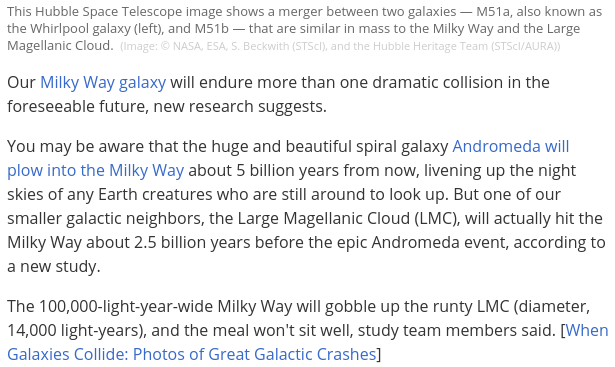 This Hubble Space Telescope image shows a merger between two galaxies — M51a, also known as
the Whirlpool galaxy (left), and M51b — that are similar in mass to the Milky Way and the Large
Magellanic Cloud. (Image: © NASA, ESA, S. Beckwith (STScI), and the Hubble Heritage Team (STScI/AURA))
Our Milky Way galaxy will endure more than one dramatic collision in the
foreseeable future, new research suggests.
You may be aware that the huge and beautiful spiral galaxy Andromeda will
plow into the Milky Way about 5 billion years from now, livening up the night
skies of any Earth creatures who are still around to look up. But one of our
smaller galactic neighbors, the Large Magellanic Cloud (LMC), will actually hit the
Milky Way about 2.5 billion years before the epic Andromeda event, according to
a new study.
The 100,000-light-year-wide Milky Way will gobble up the runty LMC (diameter,
14,000 light-years), and the meal won't sit well, study team members said. [When
Galaxies Collide: Photos of Great Galactic Crashes]